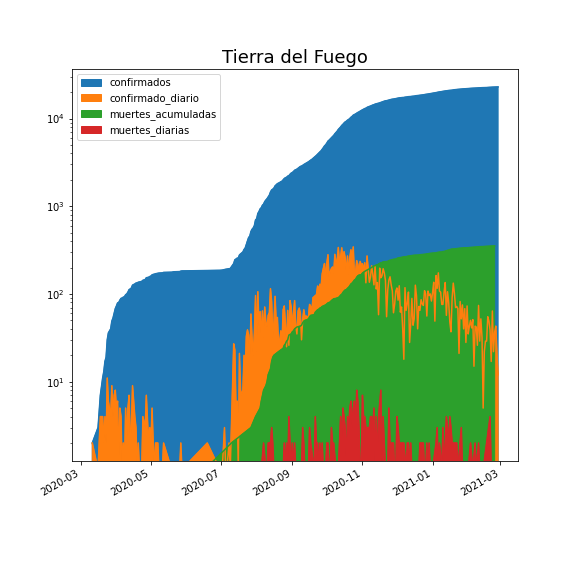 Tierra del Fuego
confirmados
confirmado_diario
muertes_acumuladas
muertes_diarias
10^4
10^3
10^2
10^1
2020-03
2020-05
2020-07
2020-09
2020-11
2021-01
2021-03